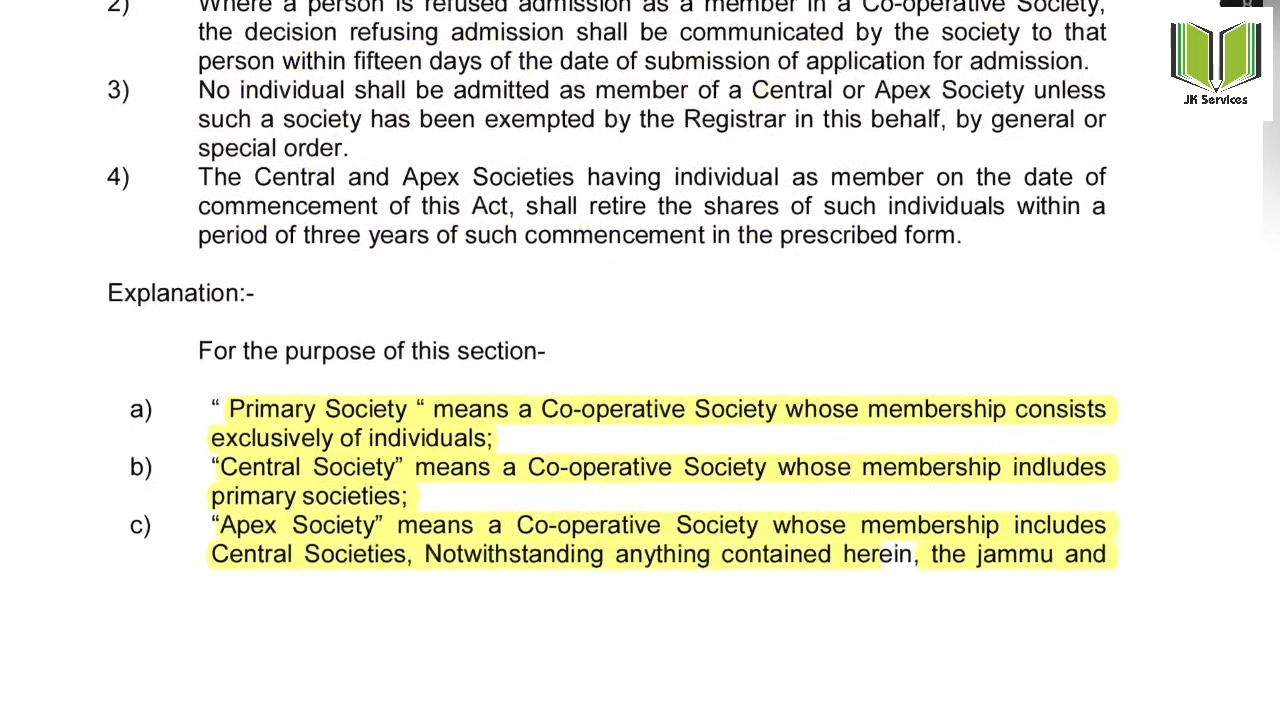 2) Where a person is refused admission as a member in a Co-operative Society,
the decision refusing admission shall be communicated by the society to that
person within fifteen days of the date of submission of application for admission.
3) No individual shall be admitted as member of a Central or Apex Society unless
such a society has been exempted by the Registrar in this behalf, by general or
special order.
4) The Central and Apex Societies having individual as member on the date of
commencement of this Act, shall retire the shares of such individuals within a
period of three years of such commencement in the prescribed form.
Explanation:-
For the purpose of this section-
a) “ Primary Society “ means a Co-operative Society whose membership consists
exclusively of individuals;
b) “Central Society” means a Co-operative Society whose membership indludes
primary societies;
c) “Apex Society” means a Co-operative Society whose membership includes
Central Societies, Notwithstanding anything contained herein, the jammu and
JK Services